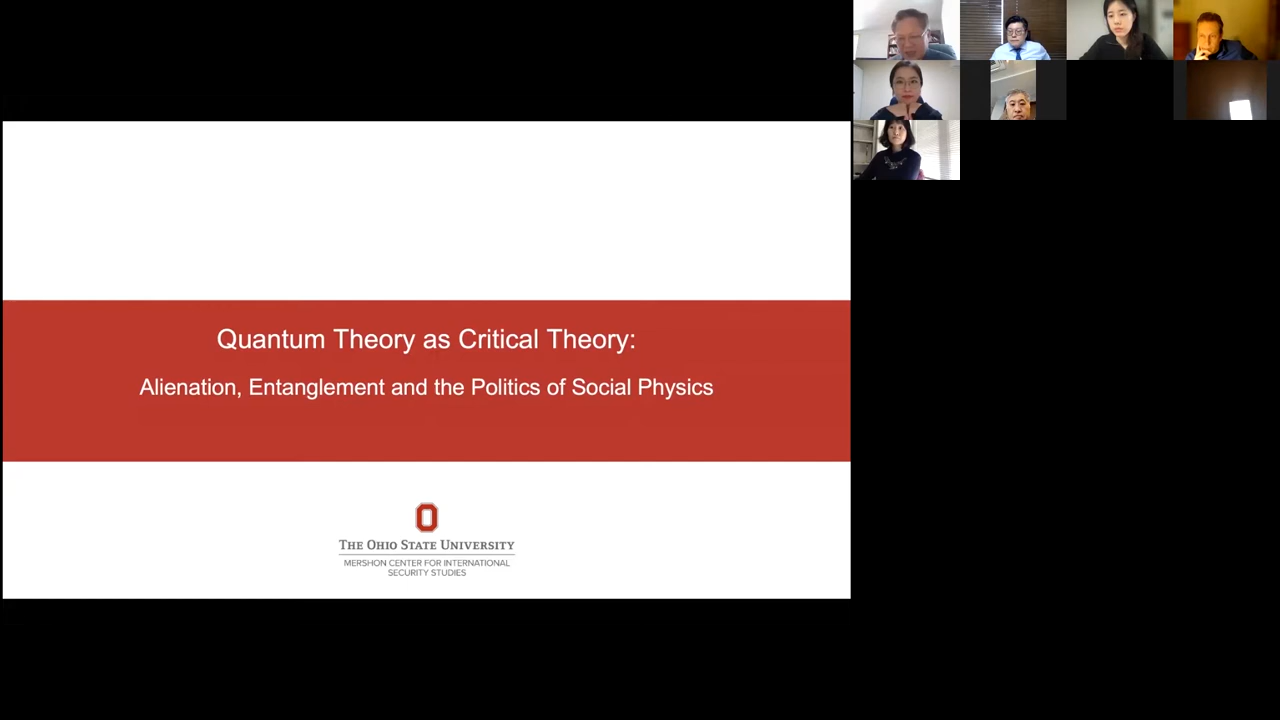 Quantum Theory as Critical Theory:
Alienation, Entanglement and the Politics of Social Physics
THE OHIO STATE UNIVERSITY
MERSHON CENTER FOR INTERNATIONAL
SECURITY STUDIES